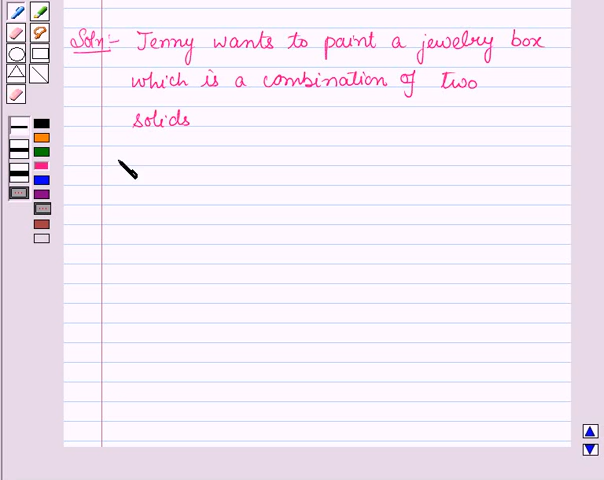 Soln:- Jenny wants to paint a jewelry box
which is a combination of two
solids